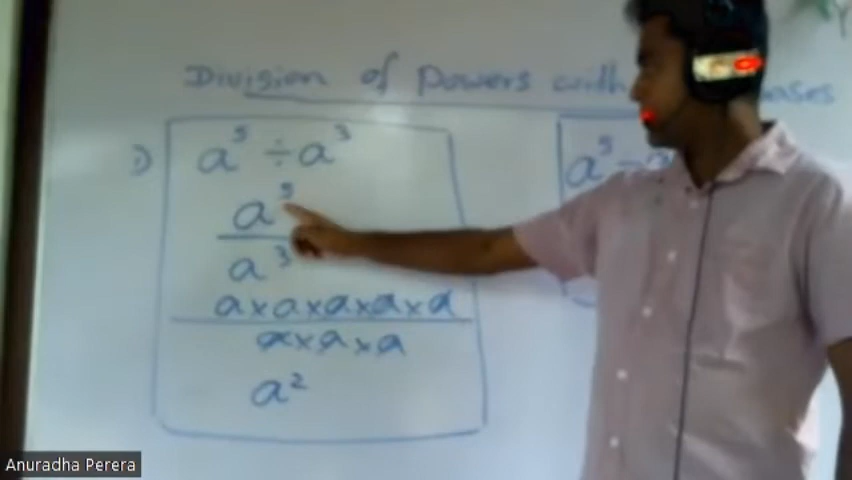 Division of Powers with
1) a⁵ ÷ a³
a⁵
a³
a×a×a×a×a
a×a×a
a²
a⁵ ÷ a
Anuradha Perera